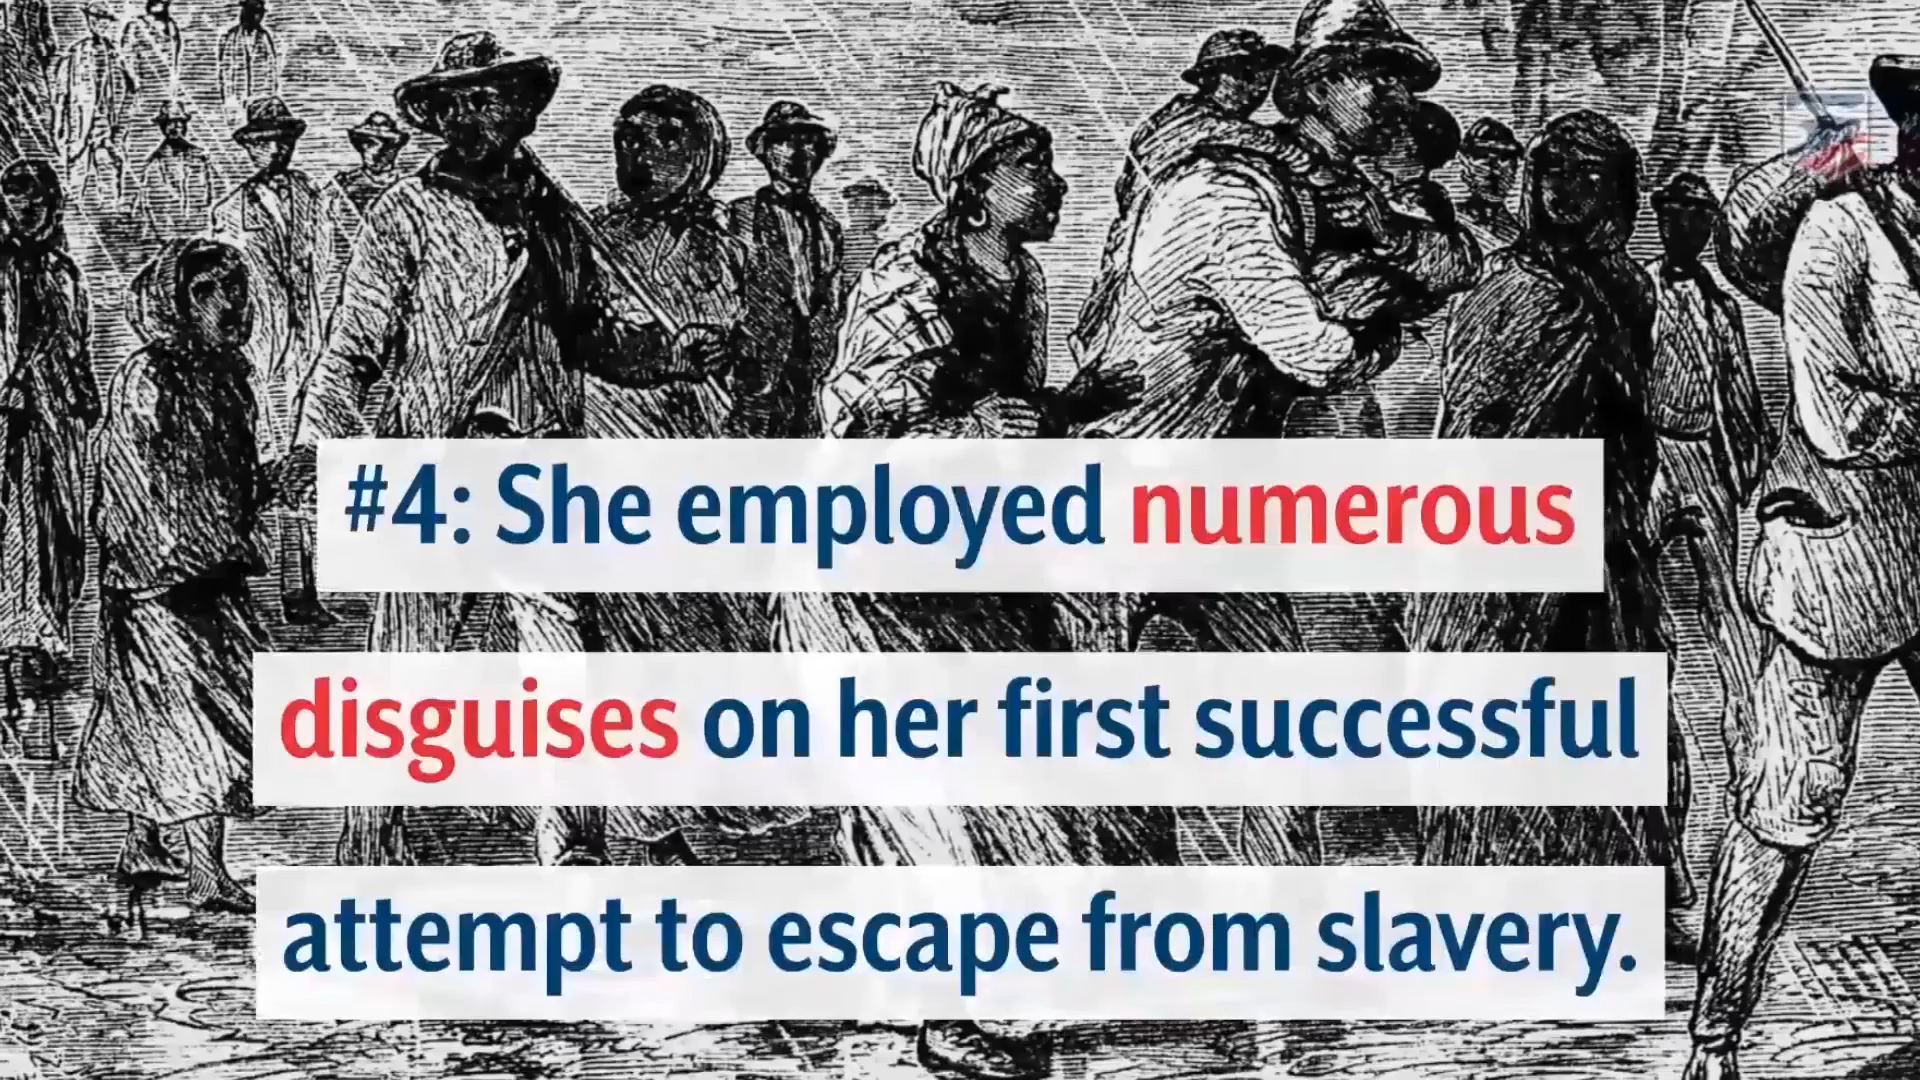 #4: She employed numerous
disguises on her first successful
attempt to escape from slavery.